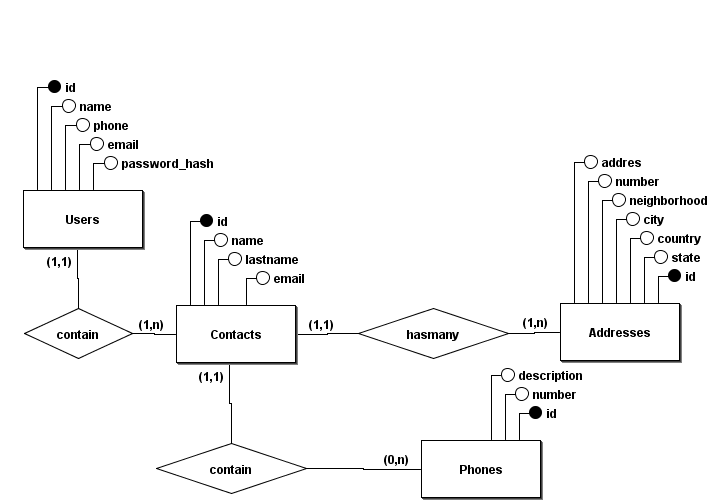 id
name
phone
email
password_hash
Users
(1,1)
contain
(1,n)
id
name
lastname
email
Contacts
(1,1)
hasmany
(1,n)
addres
number
neighborhood
city
country
state
id
Addresses
(1,1)
contain
(0,n)
description
number
id
Phones